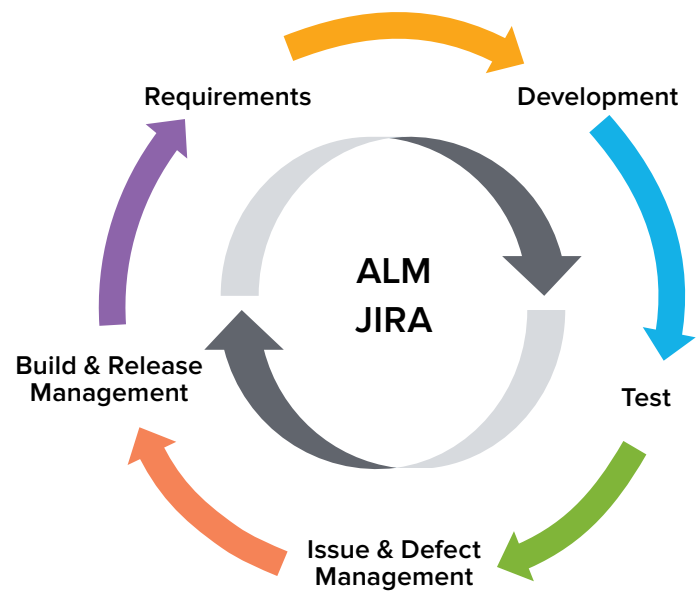 Requirements
Development
ALM
JIRA
Build & Release
Management
Test
Issue & Defect
Management